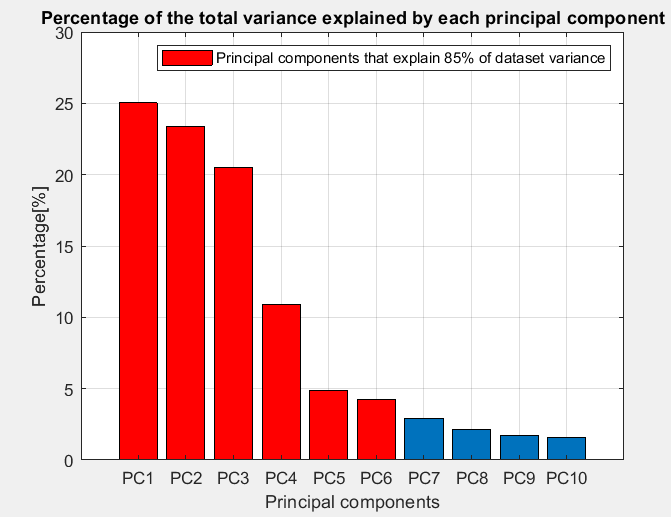 Percentage of the total variance explained by each principal component
Principal components that explain 85% of dataset variance
30
25
20
15
10
5
0
Percentage[%]
PC1 PC2 PC3 PC4 PC5 PC6 PC7 PC8 PC9 PC10
Principal components